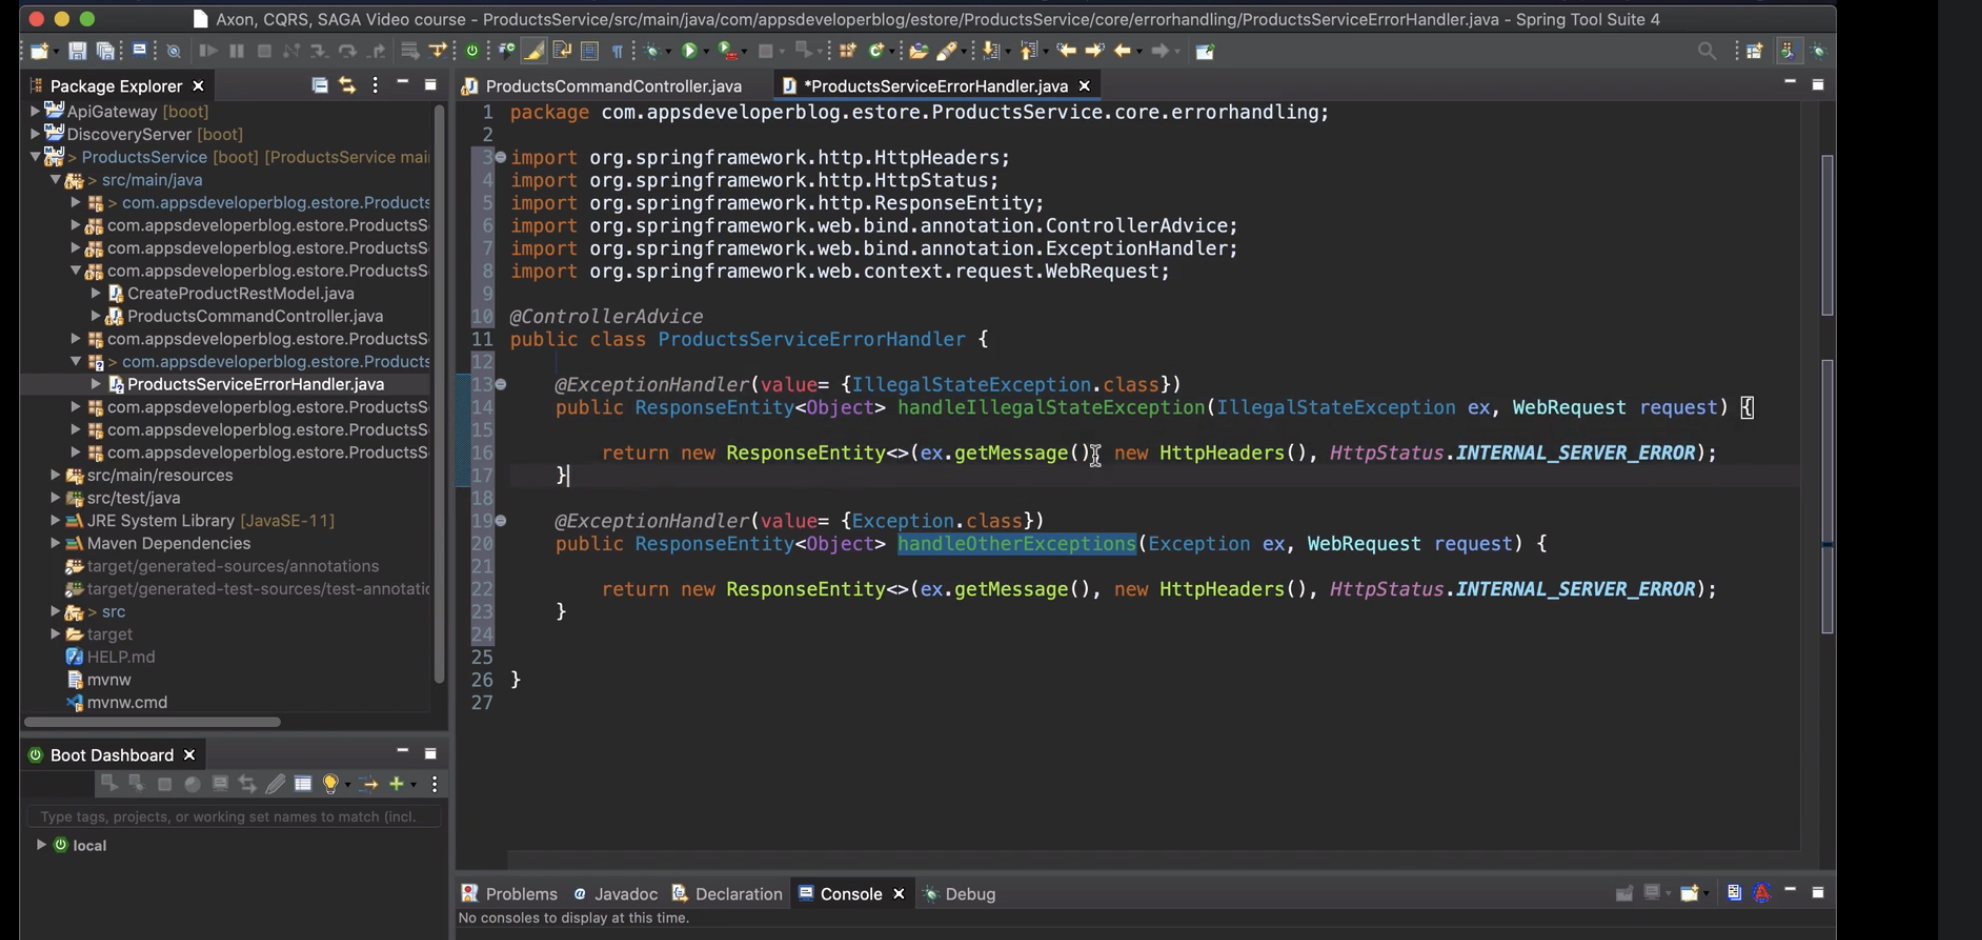 Axon, CQRS, SAGA Video course - ProductsService/src/main/java/com/appsdeveloperblog/estore/ProductsService/core/errorhandling/ProductsServiceErrorHandler.java - Spring Tool Suite 4
Package Explorer
ApiGateway [boot]
DiscoveryServer [boot]
> ProductsService [boot] [ProductsService mai
> src/main/java
> com.appsdeveloperblog.estore.Products
com.appsdeveloperblog.estore.ProductsS
com.appsdeveloperblog.estore.ProductsS
com.appsdeveloperblog.estore.ProductsS
CreateProductRestModel.java
ProductsCommandController.java
com.appsdeveloperblog.estore.ProductsS
> com.appsdeveloperblog.estore.Products
ProductsServiceErrorHandler.java
com.appsdeveloperblog.estore.ProductsS
com.appsdeveloperblog.estore.ProductsS
com.appsdeveloperblog.estore.ProductsS
src/main/resources
src/test/java
JRE System Library [JavaSE-11]
Maven Dependencies
target/generated-sources/annotations
target/generated-test-sources/test-annotatio
> src
target
HELP.md
mvnw
mvnw.cmd
Boot Dashboard
Type tags, projects, or working set names to match (incl.
local
ProductsCommandController.java
*ProductsServiceErrorHandler.java
1 package com.appsdeveloperblog.estore.ProductsService.core.errorhandling;
2
3 import org.springframework.http.HttpHeaders;
4 import org.springframework.http.HttpStatus;
5 import org.springframework.http.ResponseEntity;
6 import org.springframework.web.bind.annotation.ControllerAdvice;
7 import org.springframework.web.bind.annotation.ExceptionHandler;
8 import org.springframework.web.context.request.WebRequest;
9
10 @ControllerAdvice
11 public class ProductsServiceErrorHandler {
12
13 @ExceptionHandler(value= {IllegalStateException.class})
14 public ResponseEntity<Object> handleIllegalStateException(IllegalStateException ex, WebRequest request) {
15
16 return new ResponseEntity<>(ex.getMessage(), new HttpHeaders(), HttpStatus.INTERNAL_SERVER_ERROR);
17 }
18
19 @ExceptionHandler(value= {Exception.class})
20 public ResponseEntity<Object> handleOtherExceptions(Exception ex, WebRequest request) {
21
22 return new ResponseEntity<>(ex.getMessage(), new HttpHeaders(), HttpStatus.INTERNAL_SERVER_ERROR);
23 }
24
25
26 }
27
Problems @ Javadoc Declaration Console Debug
No consoles to display at this time.